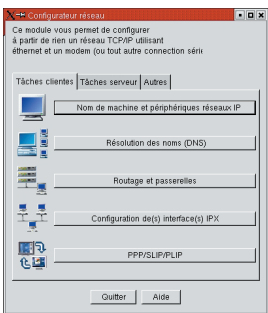 Configurateur réseau
Ce module vous permet de configurer
à partir de rien un réseau TCP/IP utilisant
éthernet et un modem (ou tout autre connection série
Tâches clientes Tâches serveur Autres
Nom de machine et périphériques réseaux IP
Résolution des noms (DNS)
Routage et passerelles
Configuration de(s) interface(s) IPX
PPP/SLIP/PLIP
Quitter Aide